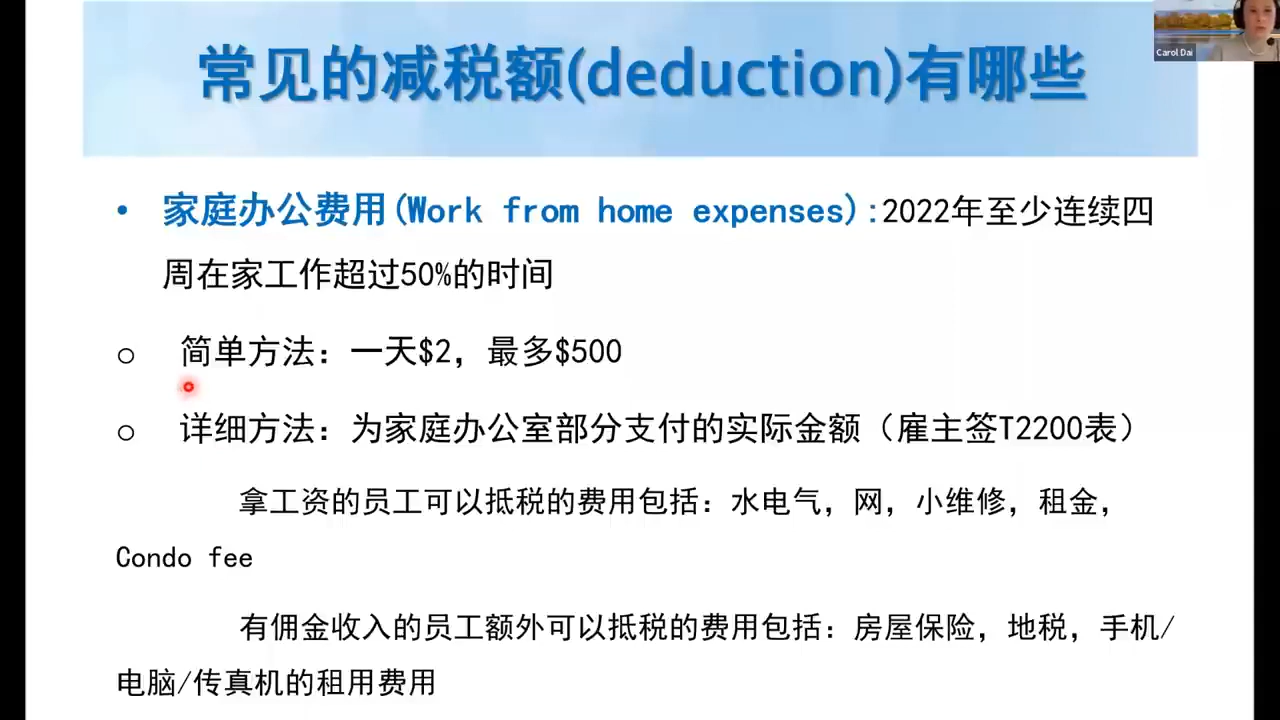 常见的减税额(deduction)有哪些
Carol Dai
• 家庭办公费用(Work from home expenses):2022年至少连续四
周在家工作超过50%的时间
o 简单方法：一天$2，最多$500
o 详细方法：为家庭办公室部分支付的实际金额（雇主签T2200表）
拿工资的员工可以抵税的费用包括：水电气，网，小维修，租金，
Condo fee
有佣金收入的员工额外可以抵税的费用包括：房屋保险，地税，手机/
电脑/传真机的租用费用